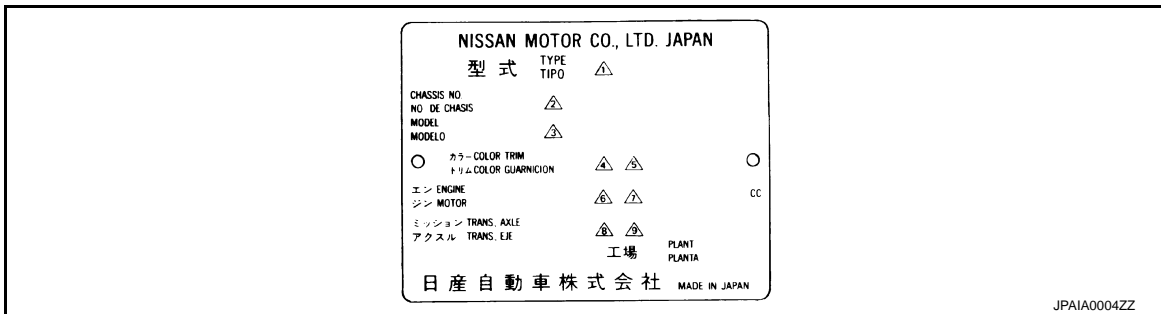 NISSAN MOTOR CO., LTD. JAPAN
型式 TYPE
TIPO 1
CHASSIS NO
NO DE CHASIS 2
MODEL
MODELO 3
カラー COLOR TRIM
トリム COLOR GUARNICION 4 5
エン ENGINE
ジン MOTOR 6 7 CC
ミッション TRANS. AXLE
アクスル TRANS. EJE 8 9
工場 PLANT
PLANTA
日産自動車株式会社 MADE IN JAPAN
JPAIA0004ZZ